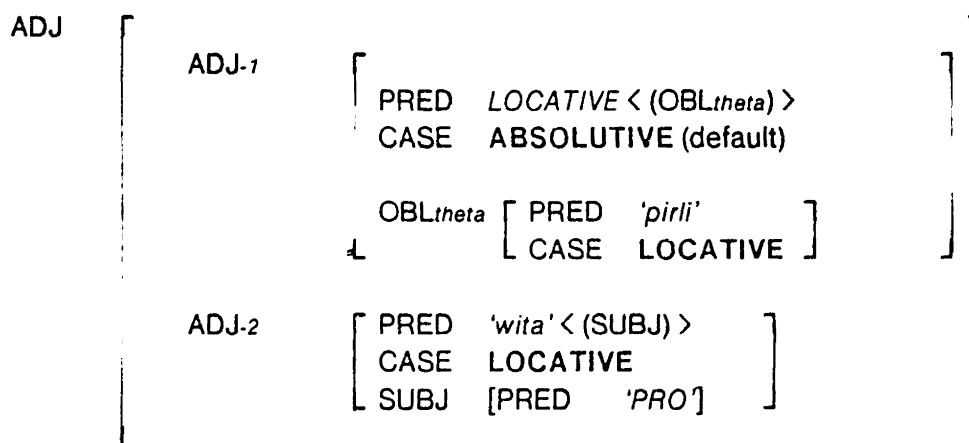 ADJ
ADJ-1
PRED LOCATIVE < (OBLtheta) >
CASE ABSOLUTIVE (default)
OBLtheta [ PRED 'pirli' ]
CASE LOCATIVE
ADJ-2 [ PRED 'wita' < (SUBJ) > ]
CASE LOCATIVE
SUBJ [PRED 'PRO']